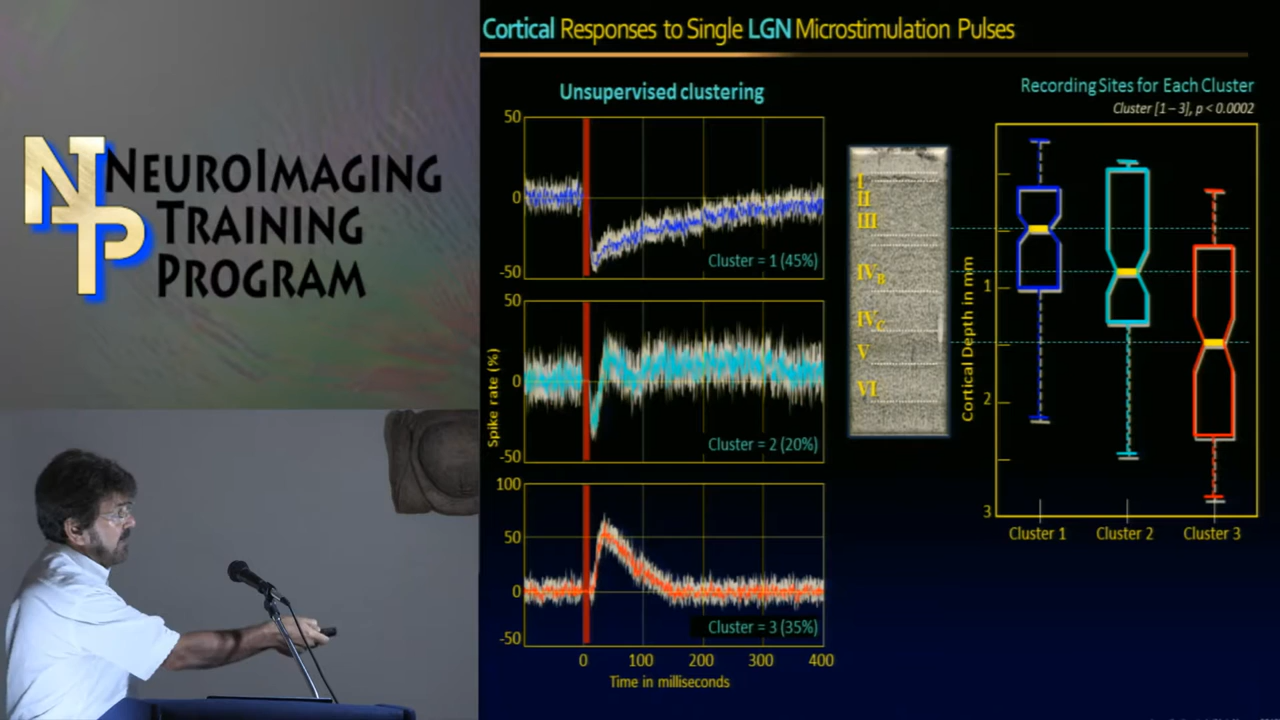 NTP
NEUROIMAGING
TRAINING
PROGRAM
Cortical Responses to Single LGN Microstimulation Pulses
Unsupervised clustering
50
0
-50
Cluster = 1 (45%)
50
0
-50
Cluster = 2 (20%)
Spike rate (%)
100
50
0
-50
Cluster = 3 (35%)
0 100 200 300 400
Time in milliseconds
I
II
III
IVB
IVC
V
VI
Recording Sites for Each Cluster
Cluster [1 – 3], p < 0.0002
Cortical Depth in mm
1
2
3
Cluster 1 Cluster 2 Cluster 3